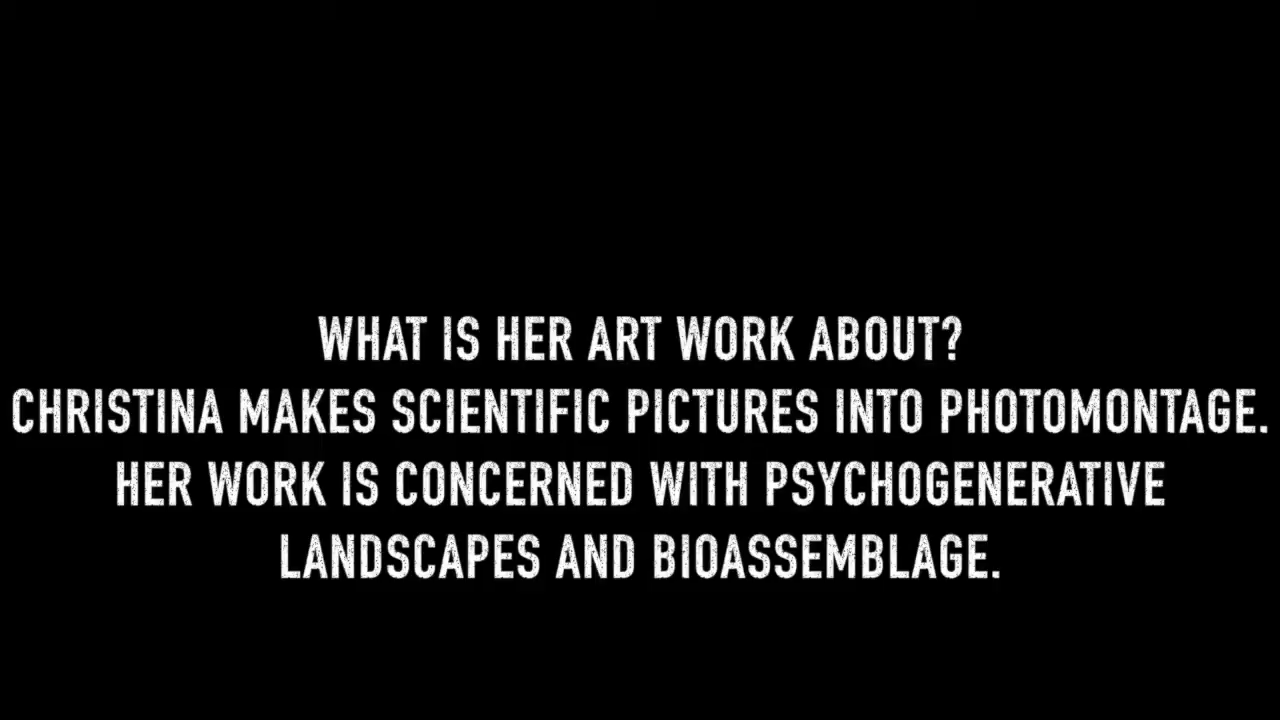 WHAT IS HER ART WORK ABOUT?
CHRISTINA MAKES SCIENTIFIC PICTURES INTO PHOTOMONTAGE.
HER WORK IS CONCERNED WITH PSYCHOGENERATIVE
LANDSCAPES AND BIOASSEMBLAGE.